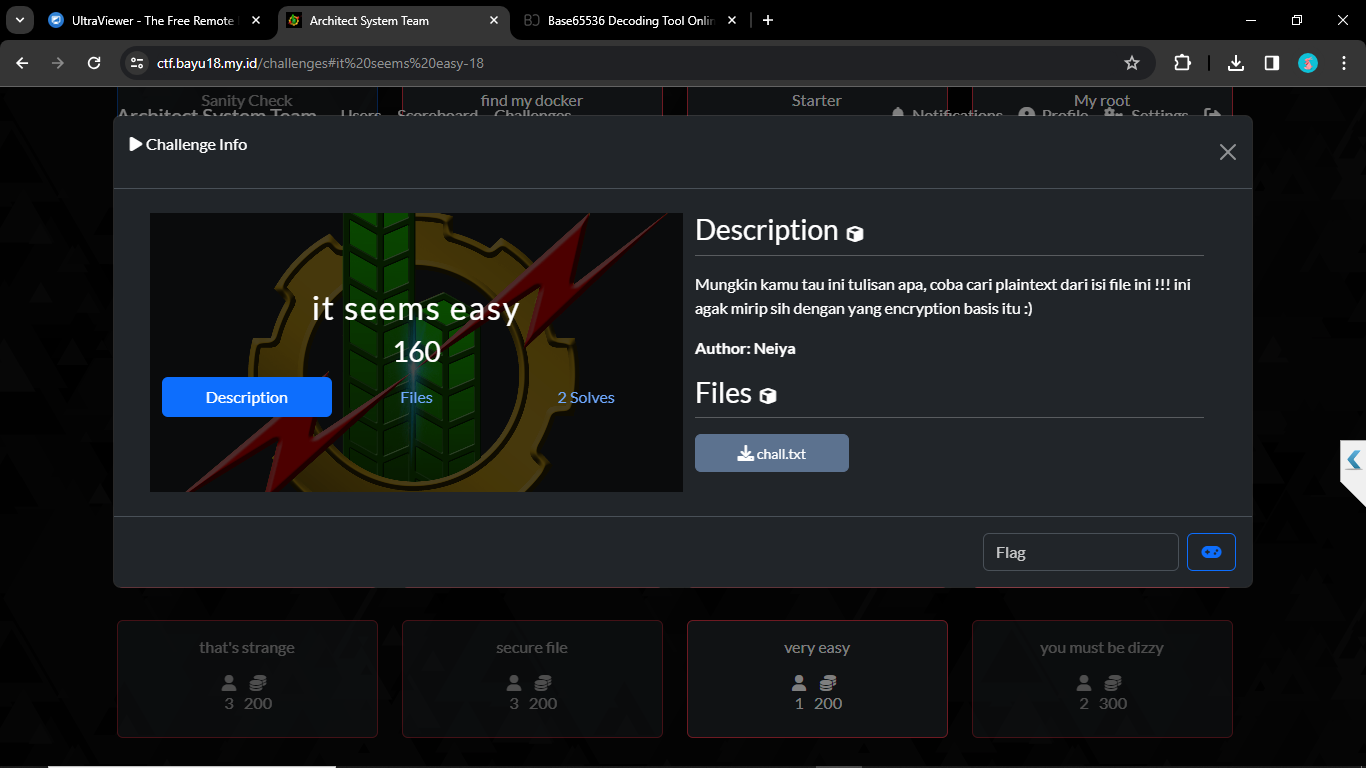 UltraViewer - The Free Remote
Architect System Team
Base65536 Decoding Tool Onlin
ctf.bayu18.my.id/challenges#it%20seems%20easy-18
Sanity Check
find my docker
Starter
My root
Architect System Team
Users
Scoreboard
Challenges
Notifications
Profile
Settings
Challenge Info
it seems easy
160
Description
Files
2 Solves
Description
Mungkin kamu tau ini tulisan apa, coba cari plaintext dari isi file ini !!! ini
agak mirip sih dengan yang encryption basis itu :)
Author: Neiya
Files
chall.txt
Flag
that's strange
3 200
secure file
3 200
very easy
1 200
you must be dizzy
2 300